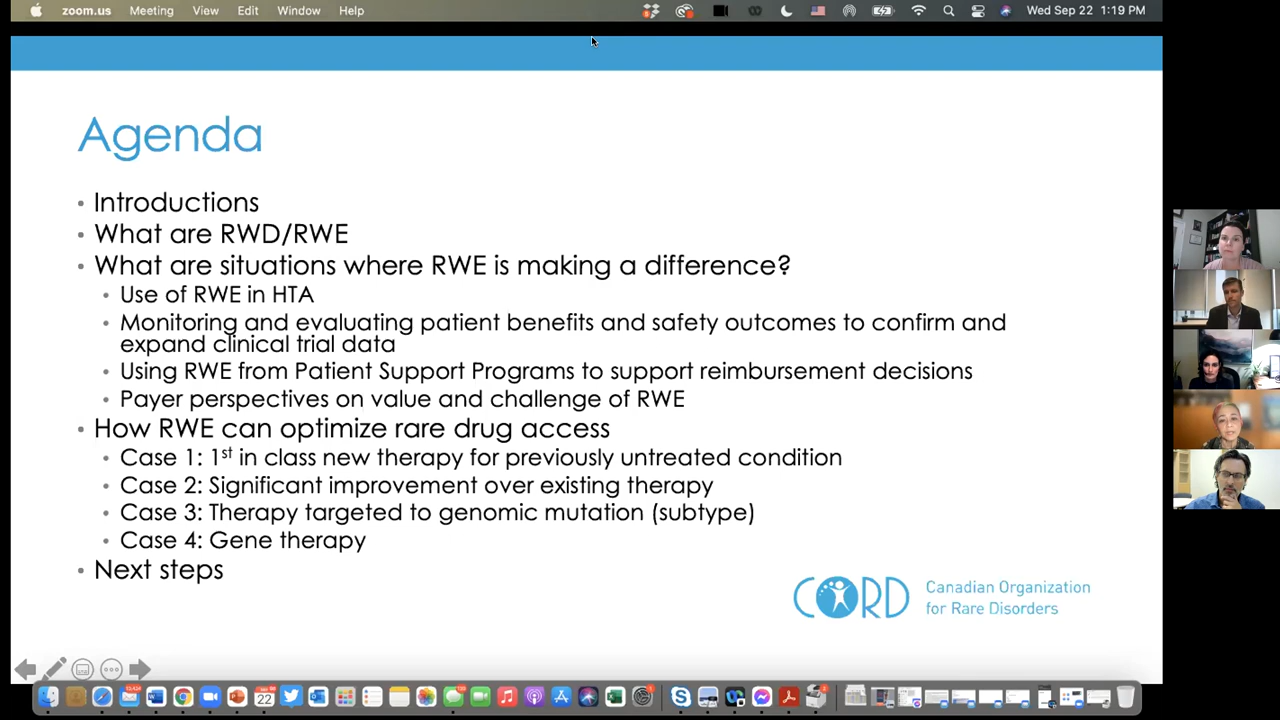 zoom.us Meeting View Edit Window Help Wed Sep 22 1:19 PM
Agenda
• Introductions
• What are RWD/RWE
• What are situations where RWE is making a difference?
• Use of RWE in HTA
• Monitoring and evaluating patient benefits and safety outcomes to confirm and
expand clinical trial data
• Using RWE from Patient Support Programs to support reimbursement decisions
• Payer perspectives on value and challenge of RWE
• How RWE can optimize rare drug access
• Case 1: 1st in class new therapy for previously untreated condition
• Case 2: Significant improvement over existing therapy
• Case 3: Therapy targeted to genomic mutation (subtype)
• Case 4: Gene therapy
• Next steps
CORD
Canadian Organization
for Rare Disorders
22